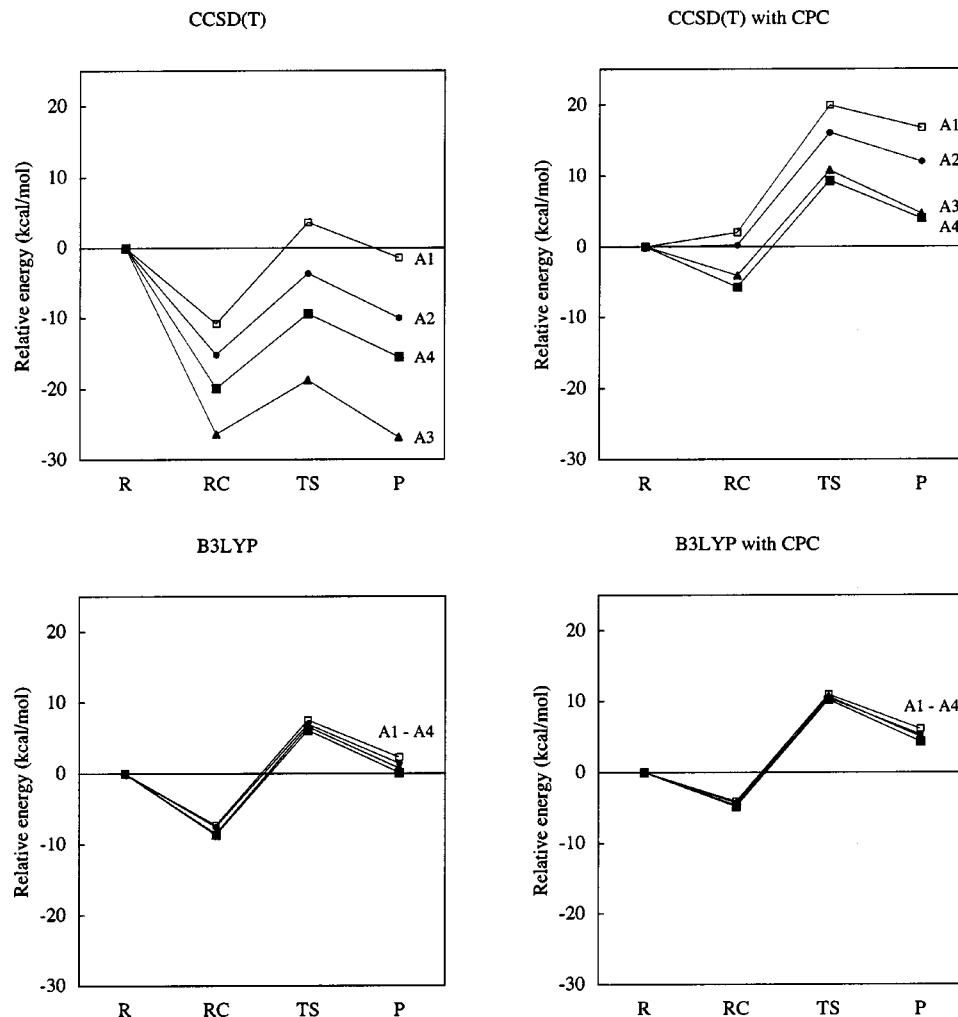 CCSD(T)
Relative energy (kcal/mol)
20
10
0
-10
-20
-30
A1
A2
A4
A3
R RC TS P
CCSD(T) with CPC
Relative energy (kcal/mol)
20
10
0
-10
-20
-30
A1
A2
A3
A4
R RC TS P
B3LYP
Relative energy (kcal/mol)
20
10
0
-10
-20
-30
A1 - A4
R RC TS P
B3LYP with CPC
Relative energy (kcal/mol)
20
10
0
-10
-20
-30
A1 - A4
R RC TS P